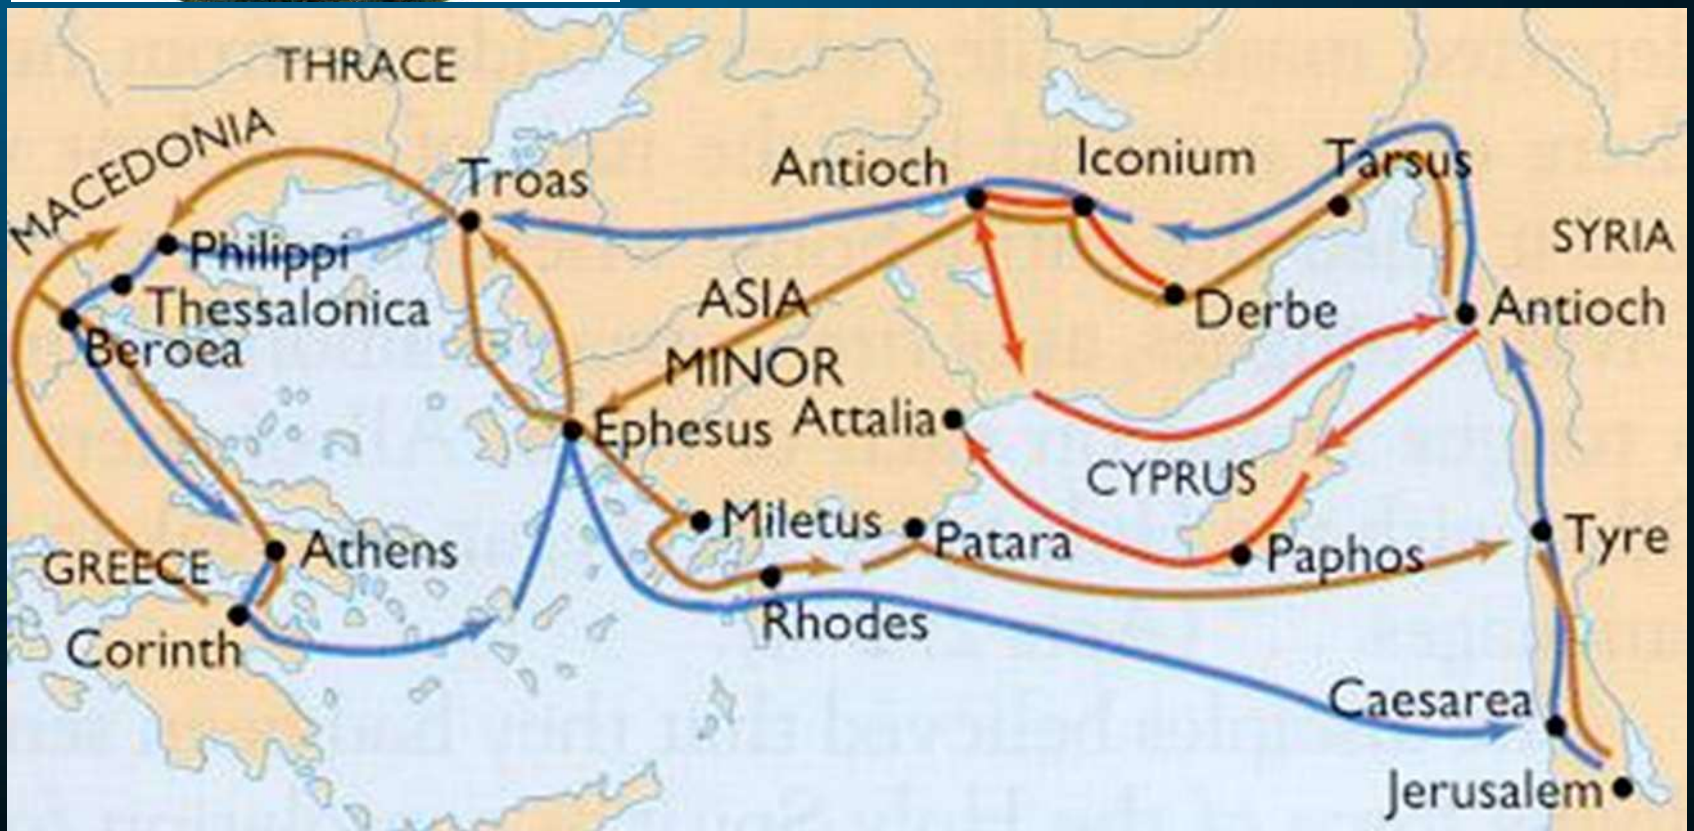 THRACE
MACEDONIA
Troas
Antioch
Iconium
Tarsus
SYRIA
Philippi
Thessalonica
Beroea
ASIA
MINOR
Derbe
Antioch
Ephesus
Attalia
CYPRUS
Miletus
Patara
Paphos
Tyre
GREECE
Athens
Rhodes
Corinth
Caesarea
Jerusalem